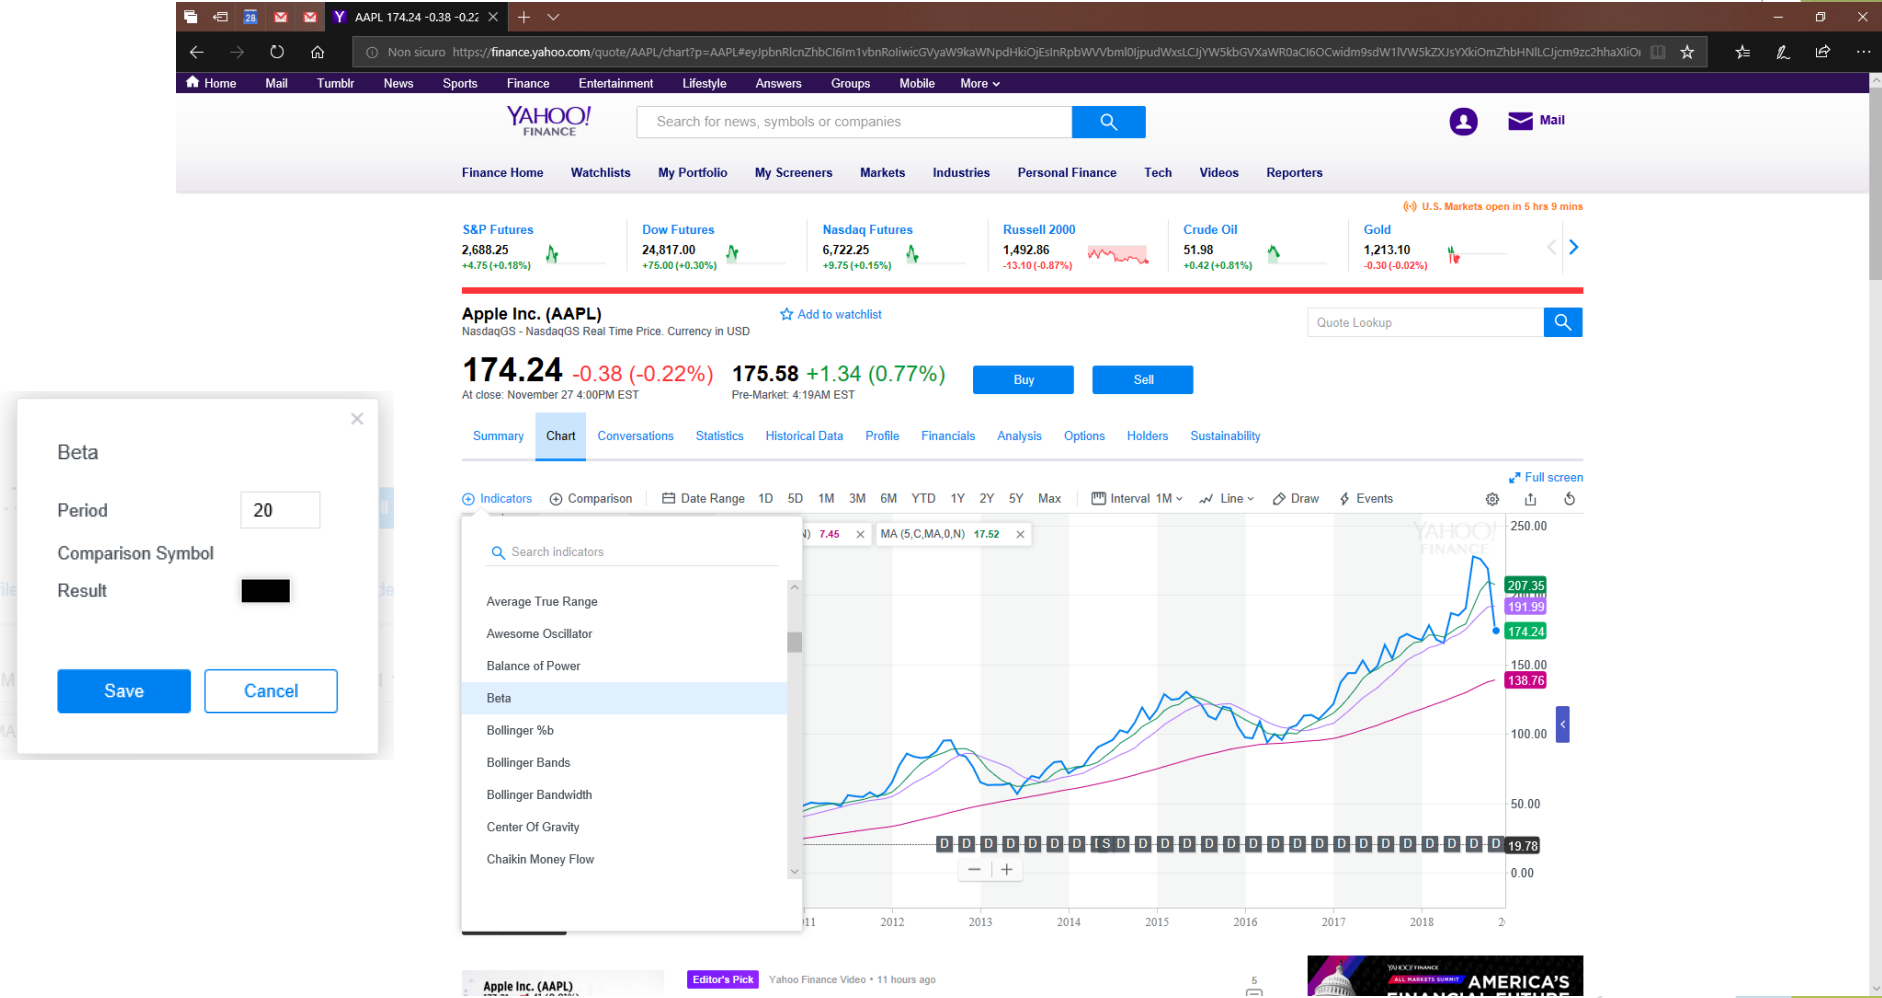 28
AAPL 174.24 -0.38 -0.22
Non sicuro https://finance.yahoo.com/quote/AAPL/chart?p=AAPL
Home Mail Tumblr News Sports Finance Entertainment Lifestyle Answers Groups Mobile More
YAHOO!
FINANCE
Search for news, symbols or companies
Mail
Finance Home Watchlists My Portfolio My Screeners Markets Industries Personal Finance Tech Videos Reporters
U.S. Markets open in 5 hrs 9 mins
S&P Futures Dow Futures Nasdaq Futures Russell 2000 Crude Oil Gold
2,688.25 24,817.00 6,722.25 1,492.86 51.98 1,213.10
+4.75 (+0.18%) +75.00 (+0.30%) +9.75 (+0.15%) -13.10 (-0.87%) +0.42 (+0.81%) -0.30 (-0.02%)
Apple Inc. (AAPL)
Add to watchlist
NasdaqGS - NasdaqGS Real Time Price. Currency in USD
Quote Lookup
174.24 -0.38 (-0.22%) 175.58 +1.34 (0.77%)
At close: November 27 4:00PM EST Pre-Market: 4:19AM EST
Buy Sell
Summary Chart Conversations Statistics Historical Data Profile Financials Analysis Options Holders Sustainability
Full screen
Indicators Comparison Date Range 1D 5D 1M 3M 6M YTD 1Y 2Y 5Y Max Interval 1M Line Draw Events
N) 7.45 MA (5,C,MA,0,N) 17.52
YAHOO!
FINANCE
Search indicators
Average True Range
Awesome Oscillator
Balance of Power
Beta
Bollinger %b
Bollinger Bands
Bollinger Bandwidth
Center Of Gravity
Chaikin Money Flow
250.00
207.35
191.99
174.24
150.00
138.76
100.00
50.00
D D D D D D D S D D D D D D D D D D D D D D D D D D
19.78
0.00
2012 2013 2014 2015 2016 2017 2018
Beta
Period 20
Comparison Symbol
Result
Save Cancel
Apple Inc. (AAPL)
Editor's Pick Yahoo Finance Video • 11 hours ago
5
YAHOO! FINANCE
ALL MARKETS SUMMIT
AMERICA'S
FINANCIAL FUTURE